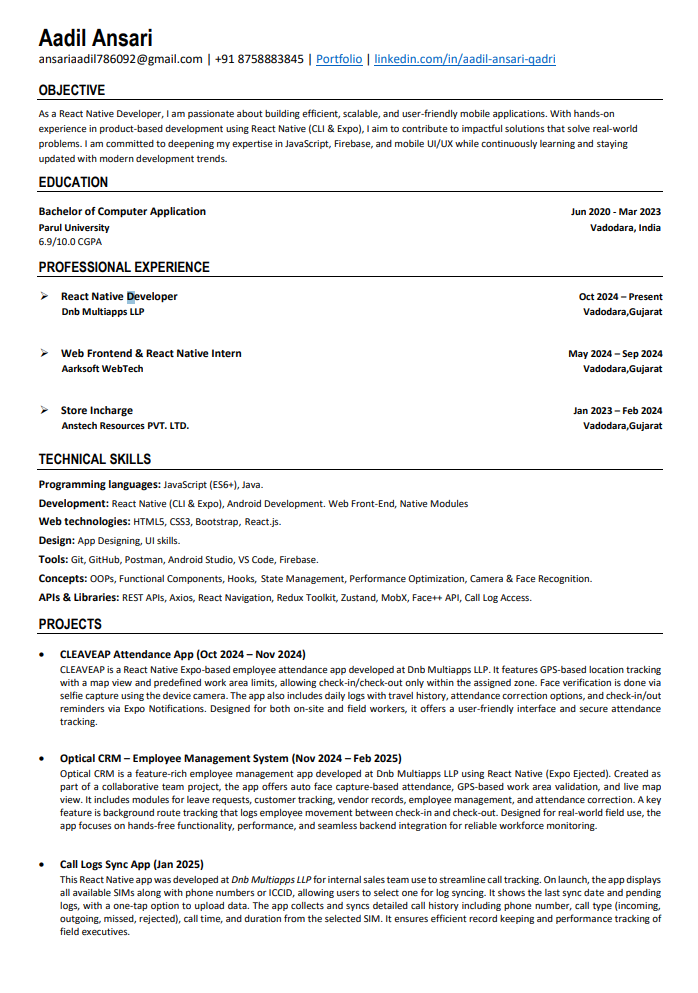 Aadil Ansari
ansariaadil786092@gmail.com | +91 8758883845 | Portfolio | linkedin.com/in/aadil-ansari-qadri
OBJECTIVE
As a React Native Developer, I am passionate about building efficient, scalable, and user-friendly mobile applications. With hands-on
experience in product-based development using React Native (CLI & Expo), I aim to contribute to impactful solutions that solve real-world
problems. I am committed to deepening my expertise in JavaScript, Firebase, and mobile UI/UX while continuously learning and staying
updated with modern development trends.
EDUCATION
Bachelor of Computer Application Jun 2020 - Mar 2023
Parul University Vadodara, India
6.9/10.0 CGPA
PROFESSIONAL EXPERIENCE
➢ React Native Developer Oct 2024 – Present
Dnb Multiapps LLP Vadodara,Gujarat
➢ Web Frontend & React Native Intern May 2024 – Sep 2024
Aarksoft WebTech Vadodara,Gujarat
➢ Store Incharge Jan 2023 – Feb 2024
Anstech Resources PVT. LTD. Vadodara,Gujarat
TECHNICAL SKILLS
Programming languages: JavaScript (ES6+), Java.
Development: React Native (CLI & Expo), Android Development. Web Front-End, Native Modules
Web technologies: HTML5, CSS3, Bootstrap, React.js.
Design: App Designing, UI skills.
Tools: Git, GitHub, Postman, Android Studio, VS Code, Firebase.
Concepts: OOPs, Functional Components, Hooks, State Management, Performance Optimization, Camera & Face Recognition.
APIs & Libraries: REST APIs, Axios, React Navigation, Redux Toolkit, Zustand, MobX, Face++ API, Call Log Access.
PROJECTS
• CLEAVEAP Attendance App (Oct 2024 – Nov 2024)
CLEAVEAP is a React Native Expo-based employee attendance app developed at Dnb Multiapps LLP. It features GPS-based location tracking
with a map view and predefined work area limits, allowing check-in/check-out only within the assigned zone. Face verification is done via
selfie capture using the device camera. The app also includes daily logs with travel history, attendance correction options, and check-in/out
reminders via Expo Notifications. Designed for both on-site and field workers, it offers a user-friendly interface and secure attendance
tracking.
• Optical CRM – Employee Management System (Nov 2024 – Feb 2025)
Optical CRM is a feature-rich employee management app developed at Dnb Multiapps LLP using React Native (Expo Ejected). Created as
part of a collaborative team project, the app offers auto face capture-based attendance, GPS-based work area validation, and live map
view. It includes modules for leave requests, customer tracking, vendor records, employee management, and attendance correction. A key
feature is background route tracking that logs employee movement between check-in and check-out. Designed for real-world field use, the
app focuses on hands-free functionality, performance, and seamless backend integration for reliable workforce monitoring.
• Call Logs Sync App (Jan 2025)
This React Native app was developed at Dnb Multiapps LLP for internal sales team use to streamline call tracking. On launch, the app displays
all available SIMs along with phone numbers or ICCID, allowing users to select one for log syncing. It shows the last sync date and pending
logs, with a one-tap option to upload data. The app collects and syncs detailed call history including phone number, call type (incoming,
outgoing, missed, rejected), call time, and duration from the selected SIM. It ensures efficient record keeping and performance tracking of
field executives.